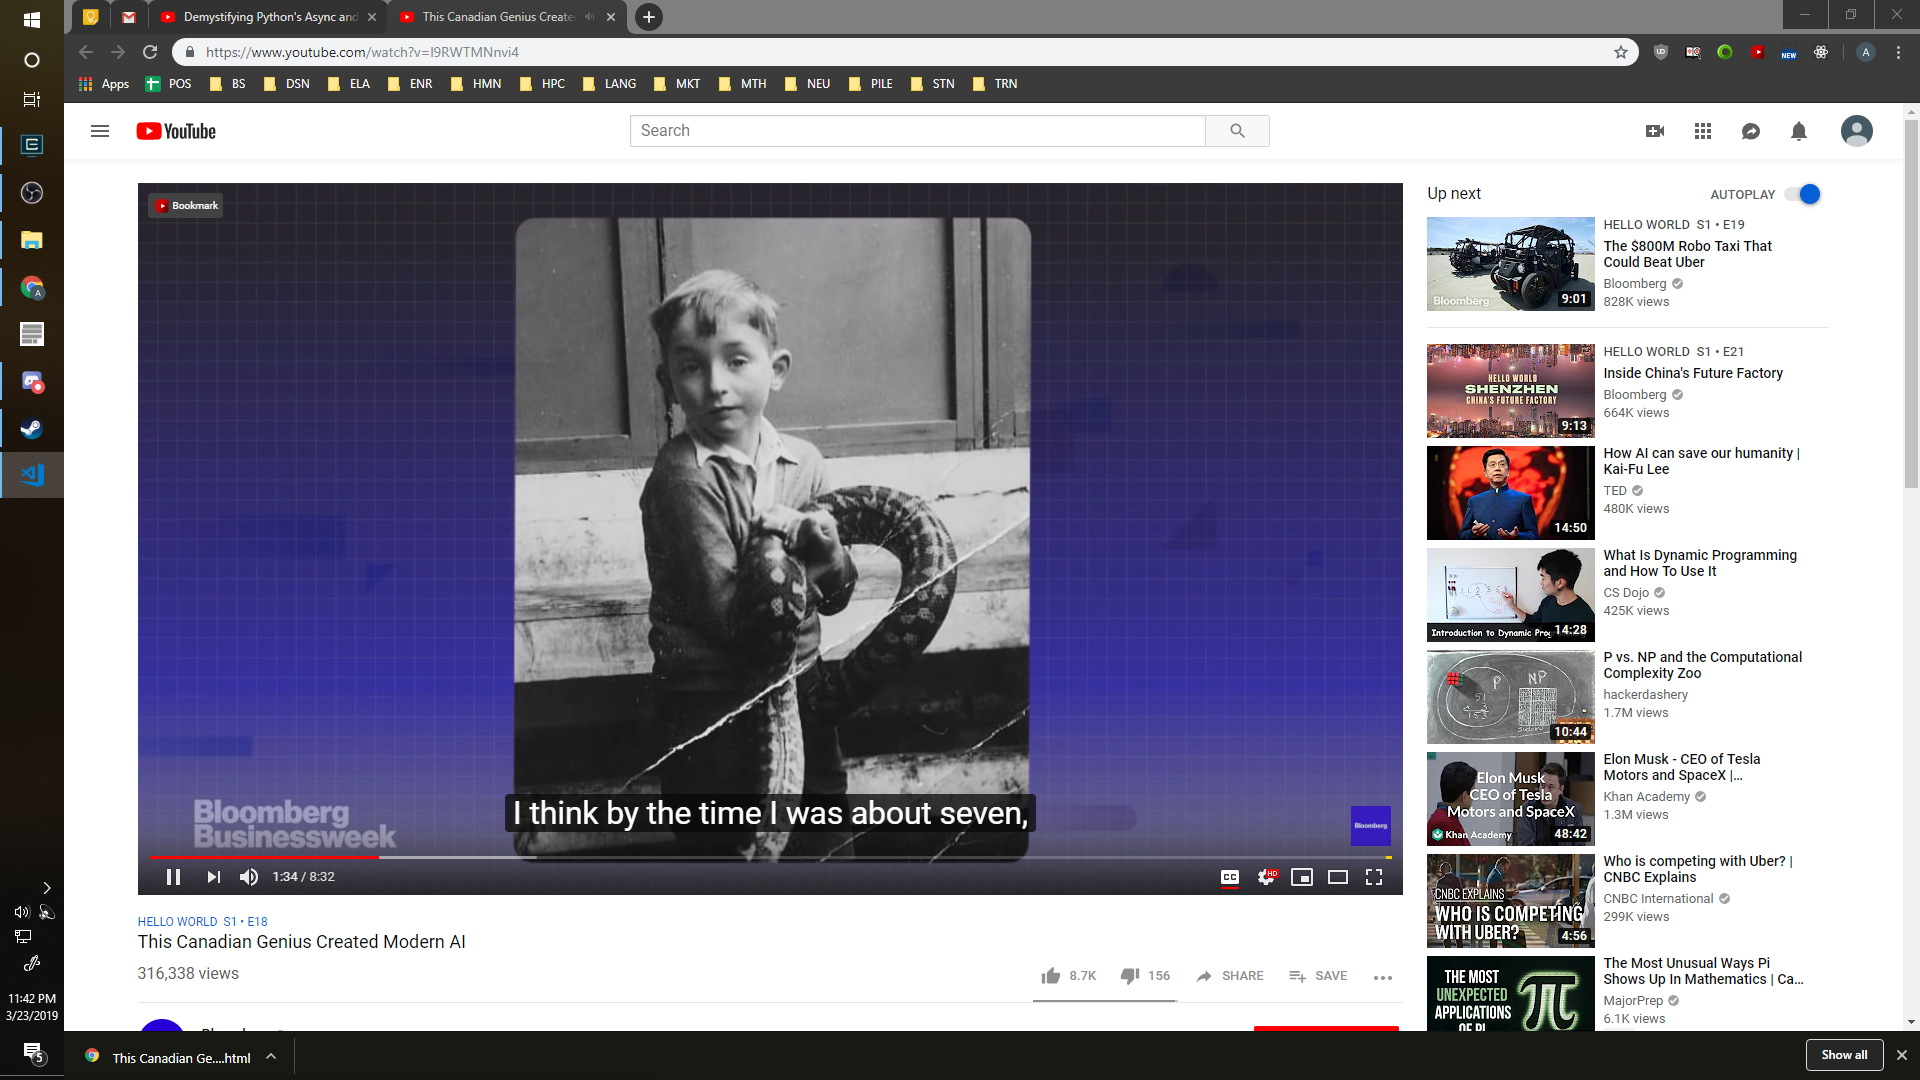 Demystifying Python's Async and
This Canadian Genius Create
https://www.youtube.com/watch?v=I9RWTMNnvi4
Apps
POS
BS
DSN
ELA
ENR
HMN
HPC
LANG
MKT
MTH
NEU
PILE
STN
TRN
NEW
A
YouTube
Search
Bookmark
I think by the time I was about seven,
Bloomberg
Businessweek
Bloomberg
1:34 / 8:32
CC
HD
HELLO WORLD S1 • E18
This Canadian Genius Created Modern AI
316,338 views
8.7K
156
SHARE
SAVE
Up next
AUTOPLAY
Bloomberg
9:01
HELLO WORLD S1 • E19
The $800M Robo Taxi That
Could Beat Uber
Bloomberg
828K views
HELLO WORLD
SHENZHEN
CHINA'S FUTURE FACTORY
9:13
HELLO WORLD S1 • E21
Inside China's Future Factory
Bloomberg
664K views
14:50
How AI can save our humanity |
Kai-Fu Lee
TED
480K views
Introduction to Dynamic Prog
14:28
What Is Dynamic Programming
and How To Use It
CS Dojo
425K views
P
NP
10:44
P vs. NP and the Computational
Complexity Zoo
hackerdashery
1.7M views
Elon Musk
CEO of Tesla
Motors and SpaceX
Khan Academy
48:42
Elon Musk - CEO of Tesla
Motors and SpaceX |...
Khan Academy
1.3M views
CNBC EXPLAINS
WHO IS COMPETING
WITH UBER?
4:56
Who is competing with Uber? |
CNBC Explains
CNBC International
299K views
THE MOST
UNEXPECTED
APPLICATIONS
OF PI
π
The Most Unusual Ways Pi
Shows Up In Mathematics | Ca...
MajorPrep
6.1K views
11:42 PM
3/23/2019
5
This Canadian Ge....html
Show all